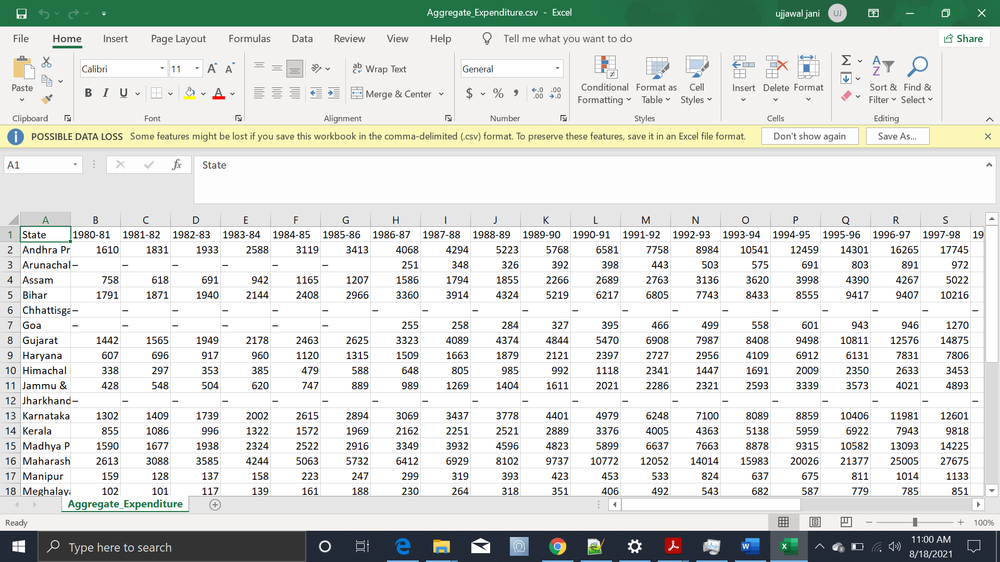 Aggregate_Expenditure.csv - Excel
ujjawal jani UJ
File Home Insert Page Layout Formulas Data Review View Help Tell me what you want to do Share
Paste Calibri 11 Wrap Text General Conditional Formatting Format as Table Cell Styles Insert Delete Format Sort & Filter Find & Select
B I U Merge & Center $ % ,
Clipboard Font Alignment Number Styles Cells Editing
POSSIBLE DATA LOSS Some features might be lost if you save this workbook in the comma-delimited (.csv) format. To preserve these features, save it in an Excel file format. Don't show again Save As...
A1 fx State
A B C D E F G H I J K L M N O P Q R S
1 State 1980-81 1981-82 1982-83 1983-84 1984-85 1985-86 1986-87 1987-88 1988-89 1989-90 1990-91 1991-92 1992-93 1993-94 1994-95 1995-96 1996-97 1997-98 19
2 Andhra Pr 1610 1831 1933 2588 3119 3413 4068 4294 5223 5768 6581 7758 8984 10541 12459 14301 16265 17745
3 Arunachal – – – – – – 251 348 326 392 398 443 503 575 691 803 891 972
4 Assam 758 618 691 942 1165 1207 1586 1794 1855 2266 2689 2763 3136 3620 3998 4390 4267 5022
5 Bihar 1791 1871 1940 2144 2408 2966 3360 3914 4324 5219 6217 6805 7743 8433 8555 9417 9407 10216
6 Chhattisga – – – – – – – – – – – – – – – – – – –
7 Goa – – – – – – 255 258 284 327 395 466 499 558 601 943 946 1270
8 Gujarat 1442 1565 1949 2178 2463 2625 3323 4089 4374 4844 5470 6908 7987 8408 9498 10811 12576 14875
9 Haryana 607 696 917 960 1120 1315 1509 1663 1879 2121 2397 2727 2956 4109 6912 6131 7831 7806
10 Himachal 338 297 353 385 479 588 648 805 985 992 1118 2341 1447 1691 2009 2350 2633 3453
11 Jammu & 428 548 504 620 747 889 989 1269 1404 1611 2021 2286 2321 2593 3339 3573 4021 4893
12 Jharkhand – – – – – – – – – – – – – – – – – – –
13 Karnataka 1302 1409 1739 2002 2615 2894 3069 3437 3778 4401 4979 6248 7100 8089 8859 10406 11981 12601
14 Kerala 855 1086 996 1322 1572 1969 2162 2251 2521 2889 3376 4005 4363 5138 5959 6922 7943 9818
15 Madhya P 1590 1677 1938 2324 2522 2916 3349 3932 4596 4823 5899 6637 7663 8878 9315 10582 13093 14225
16 Maharash 2613 3088 3585 4244 5063 5732 6412 6929 8102 9737 10772 12052 14014 15983 20026 21377 25005 27675
17 Manipur 159 128 137 158 223 247 299 319 393 423 453 533 824 637 675 811 1014 1133
18 Meghalaya 102 101 117 139 161 188 230 264 318 351 406 492 543 682 587 779 785 851
Aggregate_Expenditure
Ready 100%
Type here to search
11:00 AM
8/18/2021